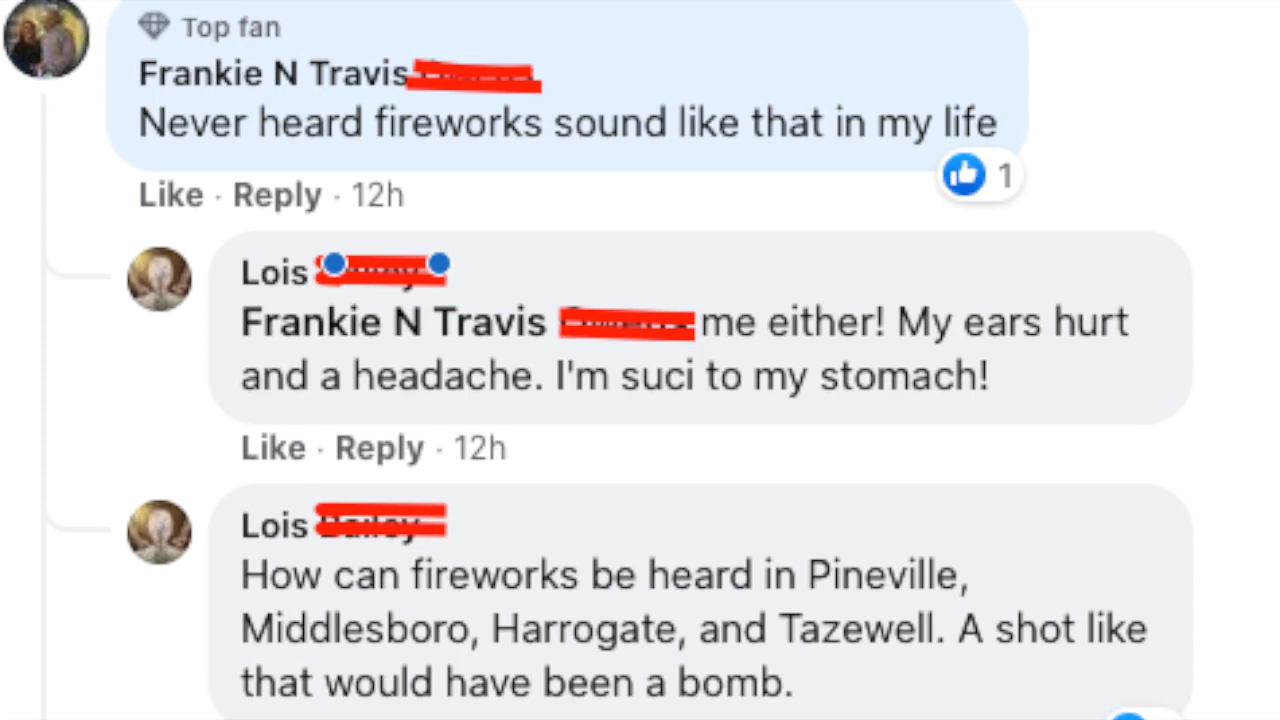 Top fan
Frankie N Travis
Never heard fireworks sound like that in my life
1
Like · Reply · 12h
Lois
Frankie N Travis me either! My ears hurt
and a headache. I'm suci to my stomach!
Like · Reply · 12h
Lois
How can fireworks be heard in Pineville,
Middlesboro, Harrogate, and Tazewell. A shot like
that would have been a bomb.